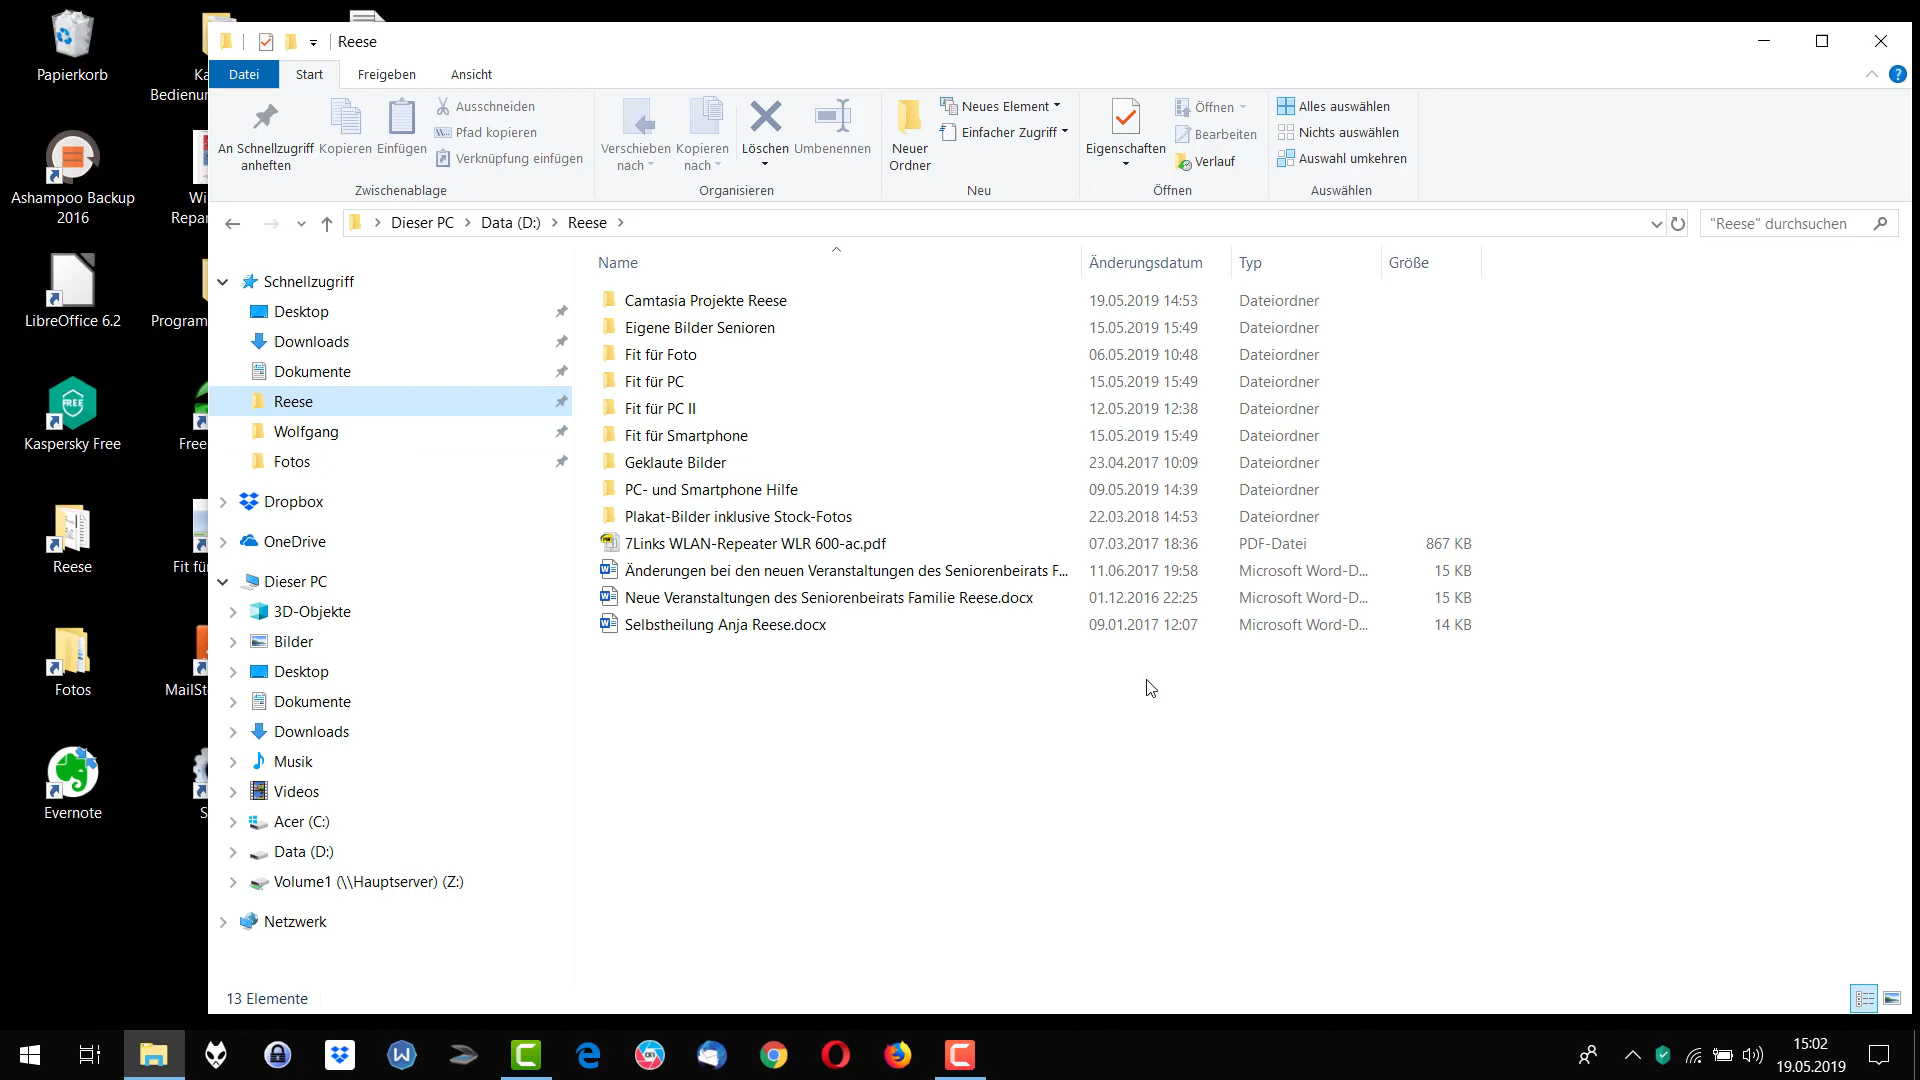 Papierkorb
Ka
Bedienun
Ashampoo Backup
2016
Wi
Repar
LibreOffice 6.2
Program
Kaspersky Free
Free
Reese
Fit fü
Fotos
MailSt
Evernote
S
Reese
Datei
Start
Freigeben
Ansicht
?
An Schnellzugriff
anheften
Kopieren
Einfügen
Ausschneiden
Pfad kopieren
Verknüpfung einfügen
Zwischenablage
Verschieben
nach
Kopieren
nach
Löschen
Umbenennen
Organisieren
Neuer
Ordner
Neues Element
Einfacher Zugriff
Neu
Eigenschaften
Öffnen
Bearbeiten
Verlauf
Öffnen
Alles auswählen
Nichts auswählen
Auswahl umkehren
Auswählen
Dieser PC > Data (D:) > Reese >
"Reese" durchsuchen
Schnellzugriff
Desktop
Downloads
Dokumente
Reese
Wolfgang
Fotos
Dropbox
OneDrive
Dieser PC
3D-Objekte
Bilder
Desktop
Dokumente
Downloads
Musik
Videos
Acer (C:)
Data (D:)
Volume1 (\\Hauptserver) (Z:)
Netzwerk
Name Änderungsdatum Typ Größe
Camtasia Projekte Reese 19.05.2019 14:53 Dateiordner
Eigene Bilder Senioren 15.05.2019 15:49 Dateiordner
Fit für Foto 06.05.2019 10:48 Dateiordner
Fit für PC 15.05.2019 15:49 Dateiordner
Fit für PC II 12.05.2019 12:38 Dateiordner
Fit für Smartphone 15.05.2019 15:49 Dateiordner
Geklaute Bilder 23.04.2017 10:09 Dateiordner
PC- und Smartphone Hilfe 09.05.2019 14:39 Dateiordner
Plakat-Bilder inklusive Stock-Fotos 22.03.2018 14:53 Dateiordner
7Links WLAN-Repeater WLR 600-ac.pdf 07.03.2017 18:36 PDF-Datei 867 KB
Änderungen bei den neuen Veranstaltungen des Seniorenbeirats F... 11.06.2017 19:58 Microsoft Word-D... 15 KB
Neue Veranstaltungen des Seniorenbeirats Familie Reese.docx 01.12.2016 22:25 Microsoft Word-D... 15 KB
Selbstheilung Anja Reese.docx 09.01.2017 12:07 Microsoft Word-D... 14 KB
13 Elemente
15:02
19.05.2019